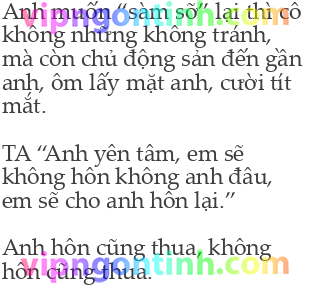 Anh muốn “sàm sỡ” lại thì cô
không những không tránh,
mà còn chủ động sản đến gần
anh, ôm lấy mặt anh, cười tít
mắt.
TA “Anh yên tâm, em sẽ
không hôn không anh đâu,
em sẽ cho anh hôn lại.”
Anh hôn cũng thua, không
hôn cũng thua.
vipngontinh.com
vipngontinh.com